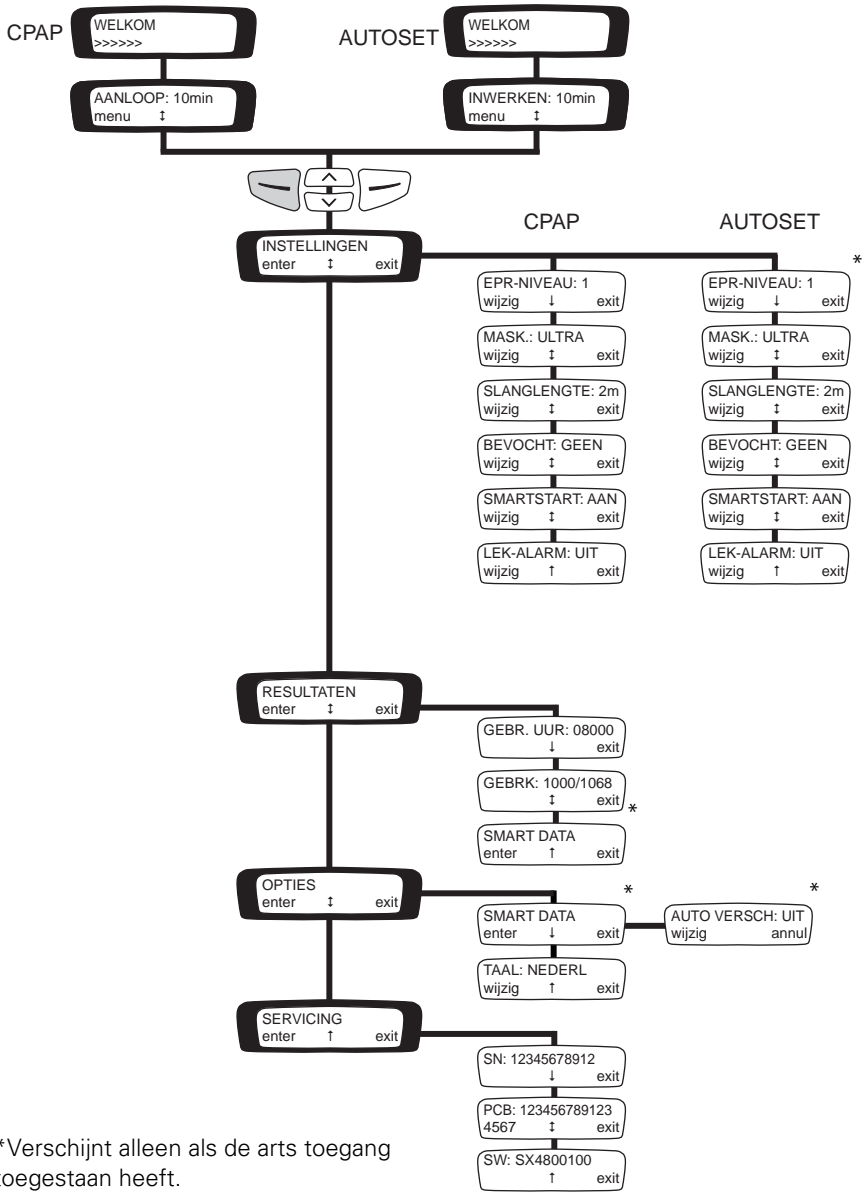 CPAP
WELKOM
>>>>>>
AUTOSET
WELKOM
>>>>>>
AANLOOP: 10min
menu ↕
INWERKEN: 10min
menu ↕
INSTELLINGEN
enter ↕ exit
CPAP
EPR-NIVEAU: 1
wijzig ↓ exit
MASK.: ULTRA
wijzig ↕ exit
SLANGLENGTE: 2m
wijzig ↕ exit
BEVOCHT: GEEN
wijzig ↕ exit
SMARTSTART: AAN
wijzig ↕ exit
LEK-ALARM: UIT
wijzig ↑ exit
AUTOSET
*
EPR-NIVEAU: 1
wijzig ↓ exit
MASK.: ULTRA
wijzig ↕ exit
SLANGLENGTE: 2m
wijzig ↕ exit
BEVOCHT: GEEN
wijzig ↕ exit
SMARTSTART: AAN
wijzig ↕ exit
LEK-ALARM: UIT
wijzig ↑ exit
RESULTATEN
enter ↕ exit
GEBR. UUR: 08000
↓ exit
GEBRK: 1000/1068
↕ exit
*
SMART DATA
enter ↑ exit
OPTIES
enter ↕ exit
*
SMART DATA
enter ↓ exit
*
AUTO VERSCH: UIT
wijzig annul
TAAL: NEDERL
wijzig ↑ exit
SERVICING
enter ↑ exit
SN: 12345678912
↓ exit
PCB: 123456789123
4567 ↕ exit
SW: SX4800100
↑ exit
*Verschijnt alleen als de arts toegang
toegestaan heeft.